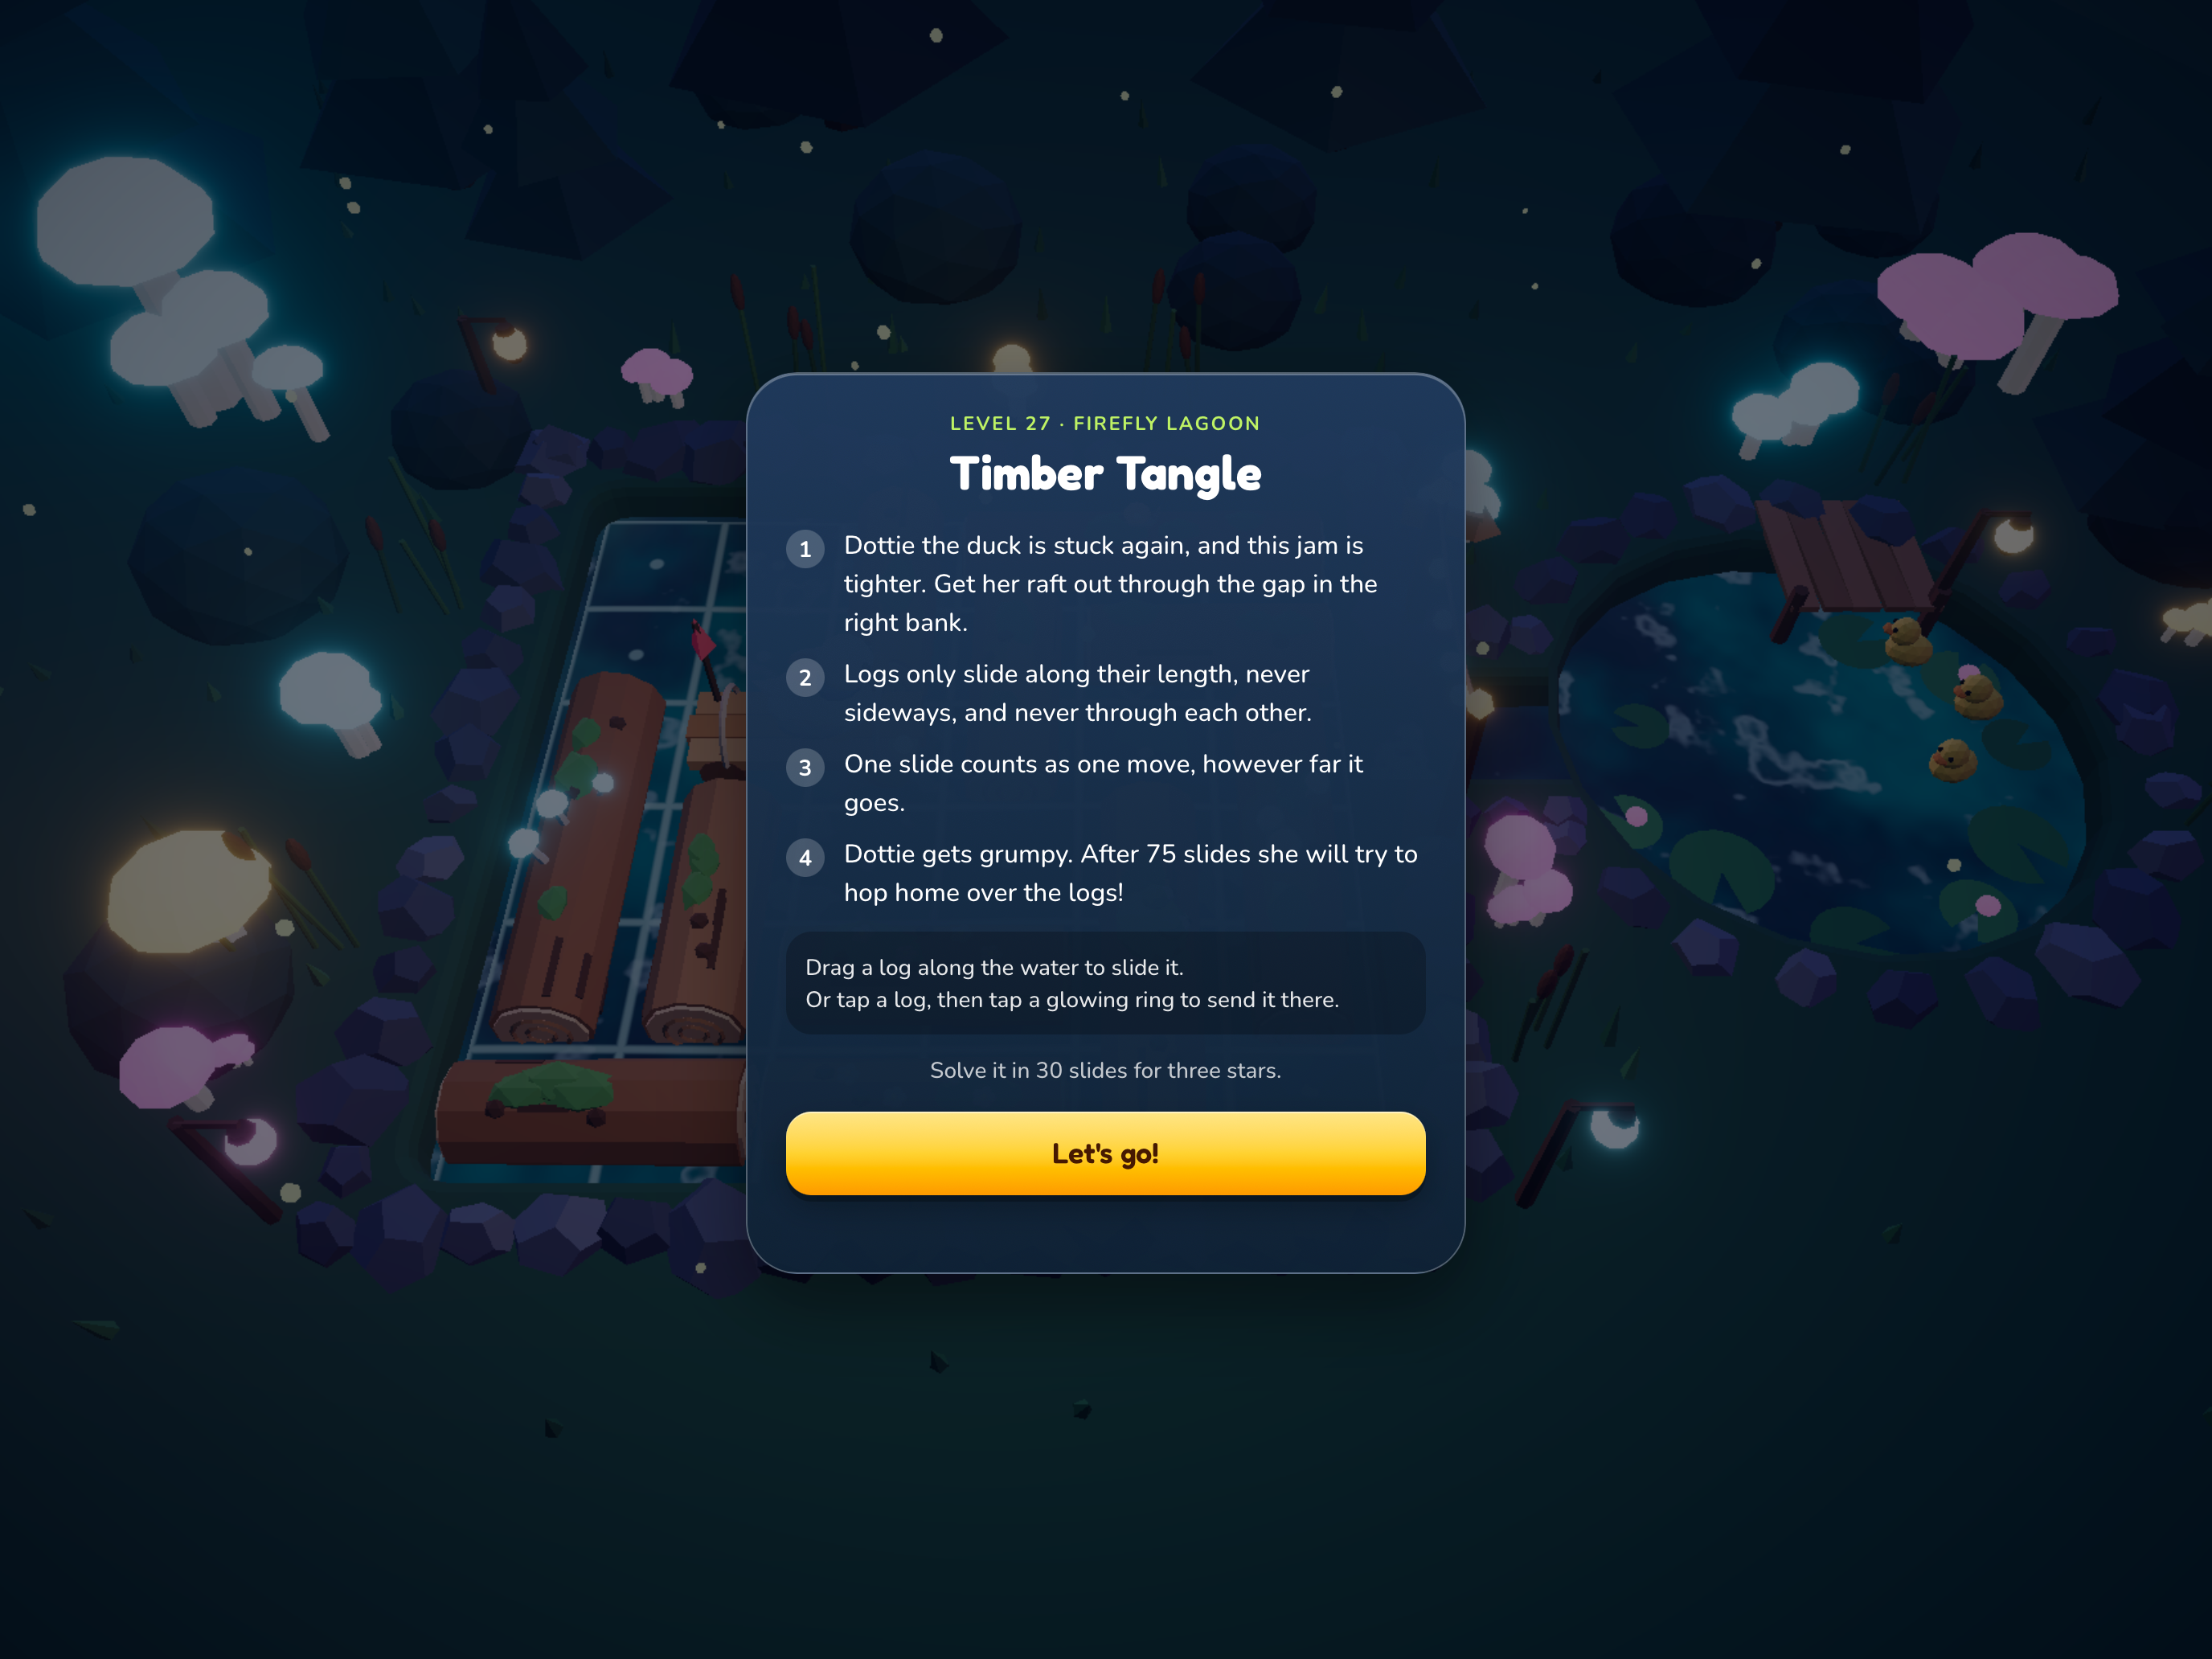 LEVEL 27 · FIREFLY LAGOON
Timber Tangle
1 Dottie the duck is stuck again, and this jam is
tighter. Get her raft out through the gap in the
right bank.
2 Logs only slide along their length, never
sideways, and never through each other.
3 One slide counts as one move, however far it
goes.
4 Dottie gets grumpy. After 75 slides she will try to
hop home over the logs!
Drag a log along the water to slide it.
Or tap a log, then tap a glowing ring to send it there.
Solve it in 30 slides for three stars.
Let's go!